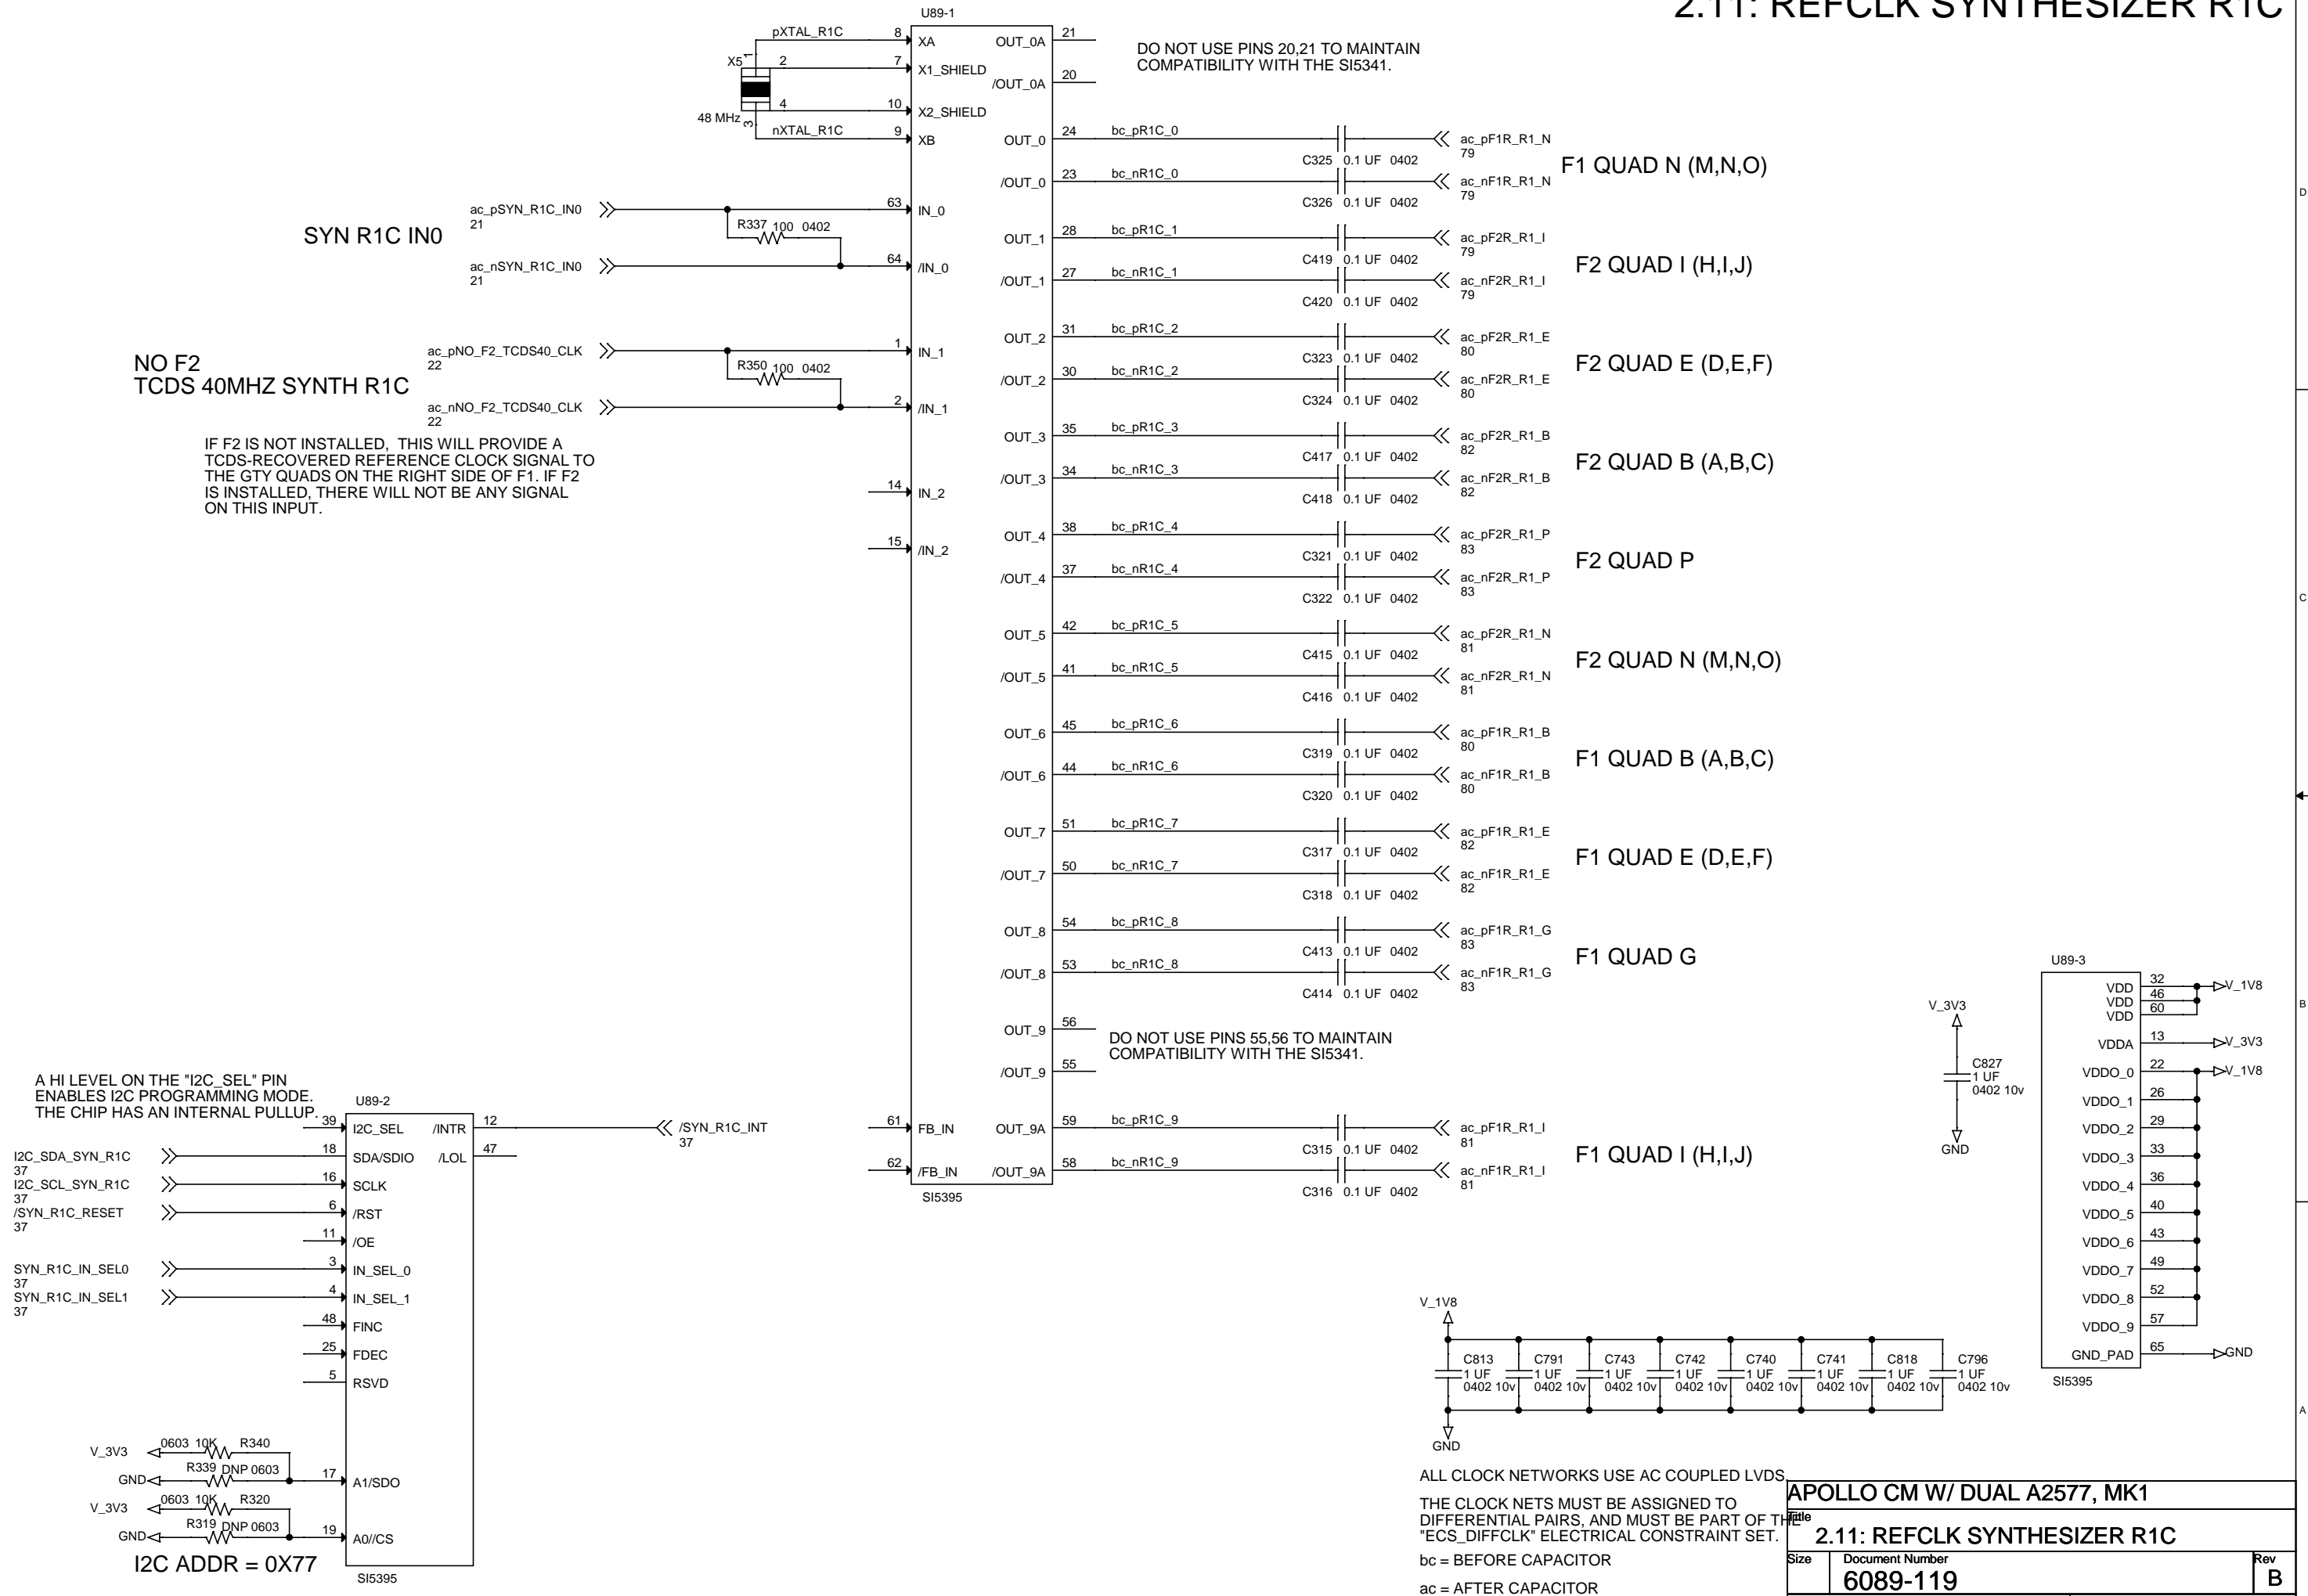 2.11: REFCLK SYNTHESIZER R1C
U89-1
pXTAL_R1C
8
XA
OUT_0A
21
X5
1
2
7
X1_SHIELD
/OUT_0A
20
DO NOT USE PINS 20,21 TO MAINTAIN
COMPATIBILITY WITH THE SI5341.
4
10
X2_SHIELD
48 MHz
3
nXTAL_R1C
9
XB
OUT_0
24
bc_pR1C_0
C325 0.1 UF 0402
ac_pF1R_R1_N
79
/OUT_0
23
bc_nR1C_0
C326 0.1 UF 0402
ac_nF1R_R1_N
79
F1 QUAD N (M,N,O)
SYN R1C IN0
ac_pSYN_R1C_IN0
21
63
IN_0
R337 100 0402
ac_nSYN_R1C_IN0
21
64
/IN_0
OUT_1
28
bc_pR1C_1
C419 0.1 UF 0402
ac_pF2R_R1_I
79
/OUT_1
27
bc_nR1C_1
C420 0.1 UF 0402
ac_nF2R_R1_I
79
F2 QUAD I (H,I,J)
NO F2
TCDS 40MHZ SYNTH R1C
ac_pNO_F2_TCDS40_CLK
22
1
IN_1
R350 100 0402
ac_nNO_F2_TCDS40_CLK
22
2
/IN_1
IF F2 IS NOT INSTALLED, THIS WILL PROVIDE A
TCDS-RECOVERED REFERENCE CLOCK SIGNAL TO
THE GTY QUADS ON THE RIGHT SIDE OF F1. IF F2
IS INSTALLED, THERE WILL NOT BE ANY SIGNAL
ON THIS INPUT.
OUT_2
31
bc_pR1C_2
C323 0.1 UF 0402
ac_pF2R_R1_E
80
/OUT_2
30
bc_nR1C_2
C324 0.1 UF 0402
ac_nF2R_R1_E
80
F2 QUAD E (D,E,F)
OUT_3
35
bc_pR1C_3
C417 0.1 UF 0402
ac_pF2R_R1_B
82
/OUT_3
34
bc_nR1C_3
C418 0.1 UF 0402
ac_nF2R_R1_B
82
F2 QUAD B (A,B,C)
14
IN_2
15
/IN_2
OUT_4
38
bc_pR1C_4
C321 0.1 UF 0402
ac_pF2R_R1_P
83
/OUT_4
37
bc_nR1C_4
C322 0.1 UF 0402
ac_nF2R_R1_P
83
F2 QUAD P
OUT_5
42
bc_pR1C_5
C415 0.1 UF 0402
ac_pF2R_R1_N
81
/OUT_5
41
bc_nR1C_5
C416 0.1 UF 0402
ac_nF2R_R1_N
81
F2 QUAD N (M,N,O)
OUT_6
45
bc_pR1C_6
C319 0.1 UF 0402
ac_pF1R_R1_B
80
/OUT_6
44
bc_nR1C_6
C320 0.1 UF 0402
ac_nF1R_R1_B
80
F1 QUAD B (A,B,C)
OUT_7
51
bc_pR1C_7
C317 0.1 UF 0402
ac_pF1R_R1_E
82
/OUT_7
50
bc_nR1C_7
C318 0.1 UF 0402
ac_nF1R_R1_E
82
F1 QUAD E (D,E,F)
OUT_8
54
bc_pR1C_8
C413 0.1 UF 0402
ac_pF1R_R1_G
83
/OUT_8
53
bc_nR1C_8
C414 0.1 UF 0402
ac_nF1R_R1_G
83
F1 QUAD G
OUT_9
56
/OUT_9
55
DO NOT USE PINS 55,56 TO MAINTAIN
COMPATIBILITY WITH THE SI5341.
61
FB_IN
62
/FB_IN
OUT_9A
59
bc_pR1C_9
C315 0.1 UF 0402
ac_pF1R_R1_I
81
/OUT_9A
58
bc_nR1C_9
C316 0.1 UF 0402
ac_nF1R_R1_I
81
F1 QUAD I (H,I,J)
SI5395
A HI LEVEL ON THE "I2C_SEL" PIN
ENABLES I2C PROGRAMMING MODE.
THE CHIP HAS AN INTERNAL PULLUP.
U89-2
39
I2C_SEL
/INTR
12
/SYN_R1C_INT
37
I2C_SDA_SYN_R1C
37
18
SDA/SDIO
/LOL
47
I2C_SCL_SYN_R1C
37
16
SCLK
/SYN_R1C_RESET
37
6
/RST
11
/OE
SYN_R1C_IN_SEL0
37
3
IN_SEL_0
SYN_R1C_IN_SEL1
37
4
IN_SEL_1
48
FINC
25
FDEC
5
RSVD
V_3V3
0603 10K R340
GND
R339 DNP 0603
17
A1/SDO
V_3V3
0603 10K R320
GND
R319 DNP 0603
19
A0//CS
I2C ADDR = 0X77
SI5395
V_3V3
C827
1 UF
0402 10v
GND
U89-3
VDD
32
V_1V8
VDD
46
VDD
60
VDDA
13
V_3V3
VDDO_0
22
V_1V8
VDDO_1
26
VDDO_2
29
VDDO_3
33
VDDO_4
36
VDDO_5
40
VDDO_6
43
VDDO_7
49
VDDO_8
52
VDDO_9
57
GND_PAD
65
GND
SI5395
V_1V8
C813
1 UF
0402 10v
C791
1 UF
0402 10v
C743
1 UF
0402 10v
C742
1 UF
0402 10v
C740
1 UF
0402 10v
C741
1 UF
0402 10v
C818
1 UF
0402 10v
C796
1 UF
0402 10v
GND
ALL CLOCK NETWORKS USE AC COUPLED LVDS.
THE CLOCK NETS MUST BE ASSIGNED TO
DIFFERENTIAL PAIRS, AND MUST BE PART OF THE
"ECS_DIFFCLK" ELECTRICAL CONSTRAINT SET.
bc = BEFORE CAPACITOR
ac = AFTER CAPACITOR
APOLLO CM W/ DUAL A2577, MK1
Title
2.11: REFCLK SYNTHESIZER R1C
Size
Document Number
6089-119
Rev
B
D
C
B
A